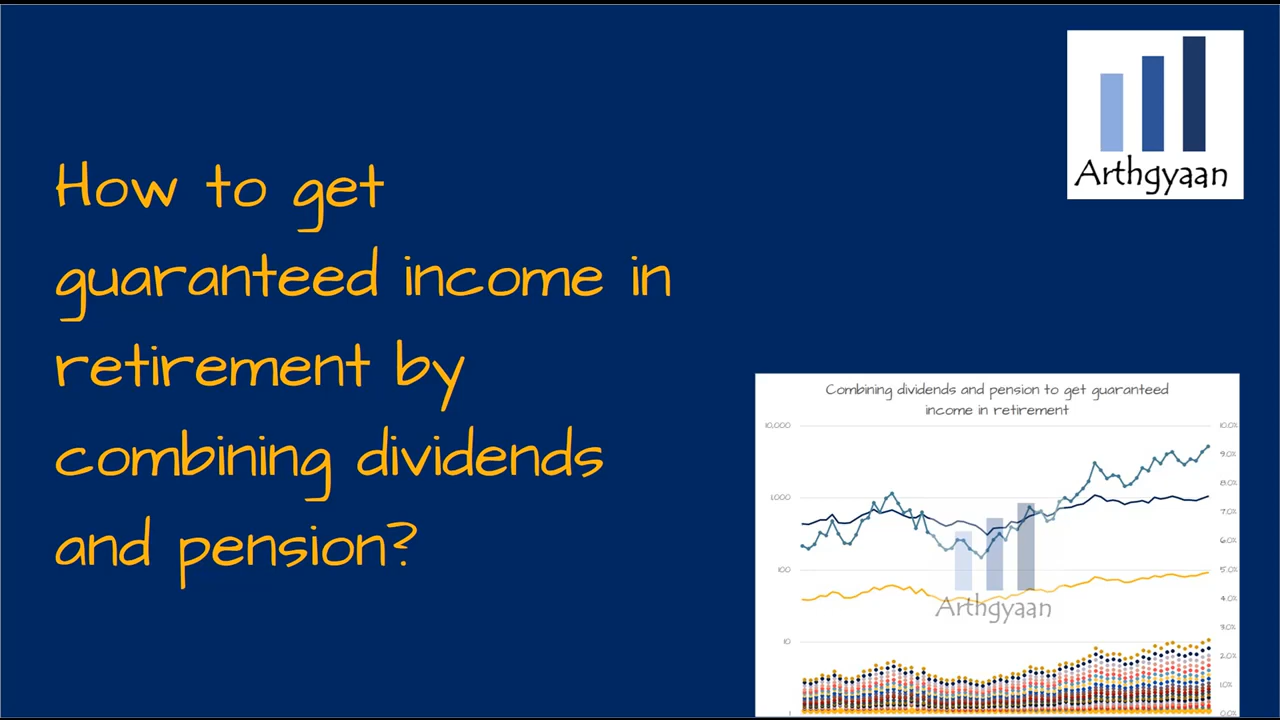 How to get
guaranteed income in
retirement by
combining dividends
and pension?
Arthgyaan
Combining dividends and pension to get guaranteed
income in retirement
10,000
1,000
100
10
1
10.0%
9.0%
8.0%
7.0%
6.0%
5.0%
4.0%
3.0%
2.0%
1.0%
0.0%
Arthgyaan